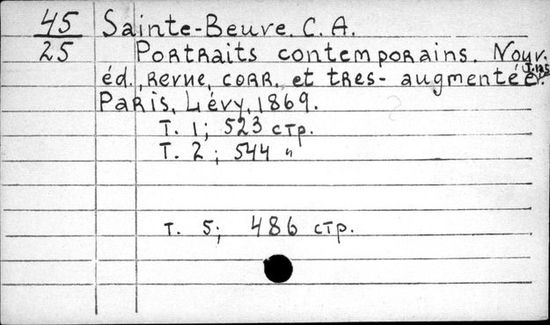 45 Sainte-Beuve. C. A.
25 Portraits contemporains. Nouv.
éd., revue, corr. et tres-augmentée.
Paris, Lévy, 1869.
T. 1; 523 стр.
T. 2; 544 "
T. 5; 486 стр.